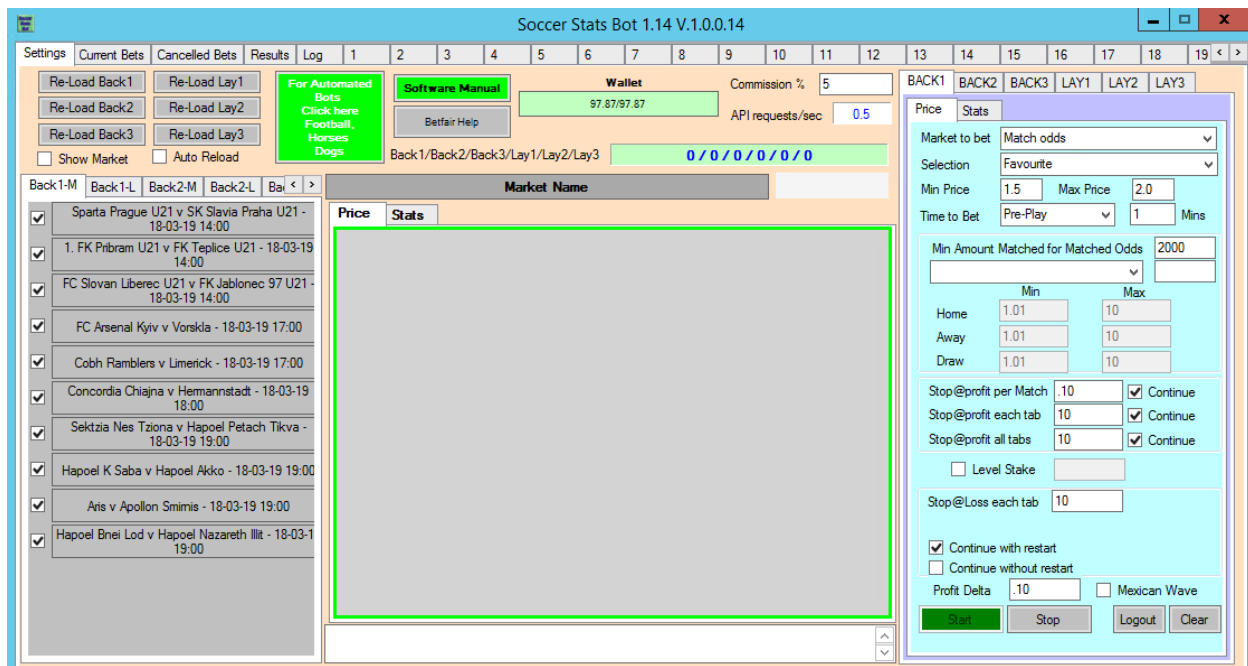 Soccer Stats Bot 1.14 V.1.0.0.14
Settings Current Bets Cancelled Bets Results Log 1 2 3 4 5 6 7 8 9 10 11 12 13 14 15 16 17 18 19
Re-Load Back1 Re-Load Lay1
Re-Load Back2 Re-Load Lay2
Re-Load Back3 Re-Load Lay3
Show Market Auto Reload
For Automated
Bots
Click here
Football,
Horses
Dogs
Software Manual
Betfair Help
Wallet
97.87/97.87
Commission % 5
API requests/sec 0.5
Back1/Back2/Back3/Lay1/Lay2/Lay3 0 / 0 / 0 / 0 / 0 / 0
Back1-M Back1-L Back2-M Back2-L Ba
Sparta Prague U21 v SK Slavia Praha U21 -
18-03-19 14:00
1. FK Pribram U21 v FK Teplice U21 - 18-03-19
14:00
FC Slovan Liberec U21 v FK Jablonec 97 U21 -
18-03-19 14:00
FC Arsenal Kyiv v Vorskla - 18-03-19 17:00
Cobh Ramblers v Limerick - 18-03-19 17:00
Concordia Chiajna v Hermannstadt - 18-03-19
18:00
Sektzia Nes Tziona v Hapoel Petach Tikva -
18-03-19 19:00
Hapoel K Saba v Hapoel Akko - 18-03-19 19:00
Aris v Apollon Smirnis - 18-03-19 19:00
Hapoel Bnei Lod v Hapoel Nazareth Illit - 18-03-1
19:00
Market Name
Price Stats
BACK1 BACK2 BACK3 LAY1 LAY2 LAY3
Price Stats
Market to bet Match odds
Selection Favourite
Min Price 1.5 Max Price 2.0
Time to Bet Pre-Play 1 Mins
Min Amount Matched for Matched Odds 2000
Min Max
Home 1.01 10
Away 1.01 10
Draw 1.01 10
Stop@profit per Match .10 Continue
Stop@profit each tab 10 Continue
Stop@profit all tabs 10 Continue
Level Stake
Stop@Loss each tab 10
Continue with restart
Continue without restart
Profit Delta .10 Mexican Wave
Start Stop Logout Clear